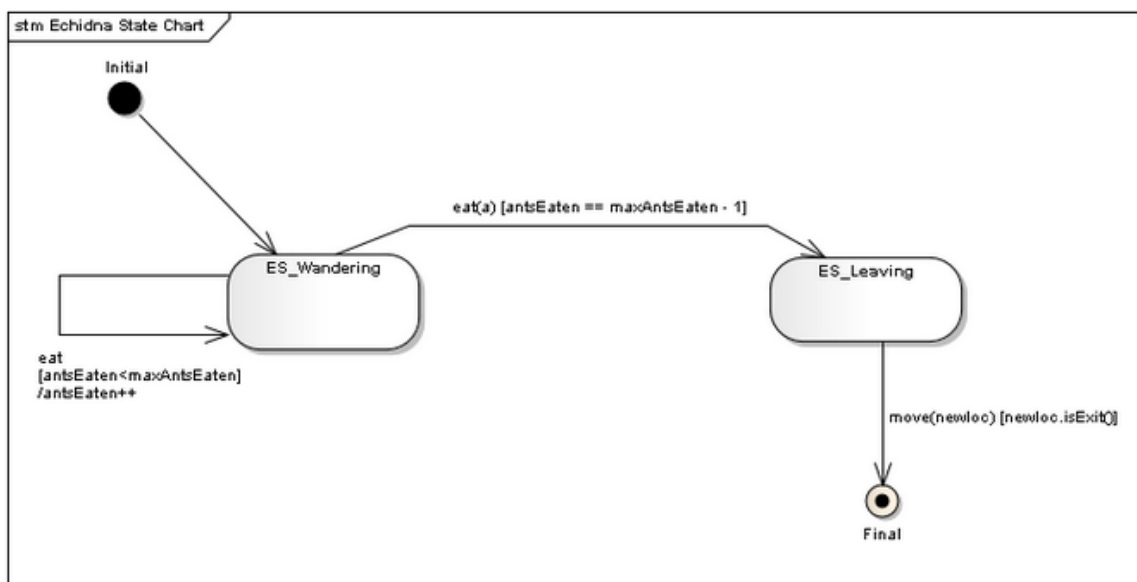 stm Echidna State Chart
Initial
eat(a) [antsEaten == maxAntsEaten - 1]
ES_Wandering
ES_Leaving
eat
[antsEaten<maxAntsEaten]
/antsEaten++
move(newloc) [newloc.isExit()]
Final